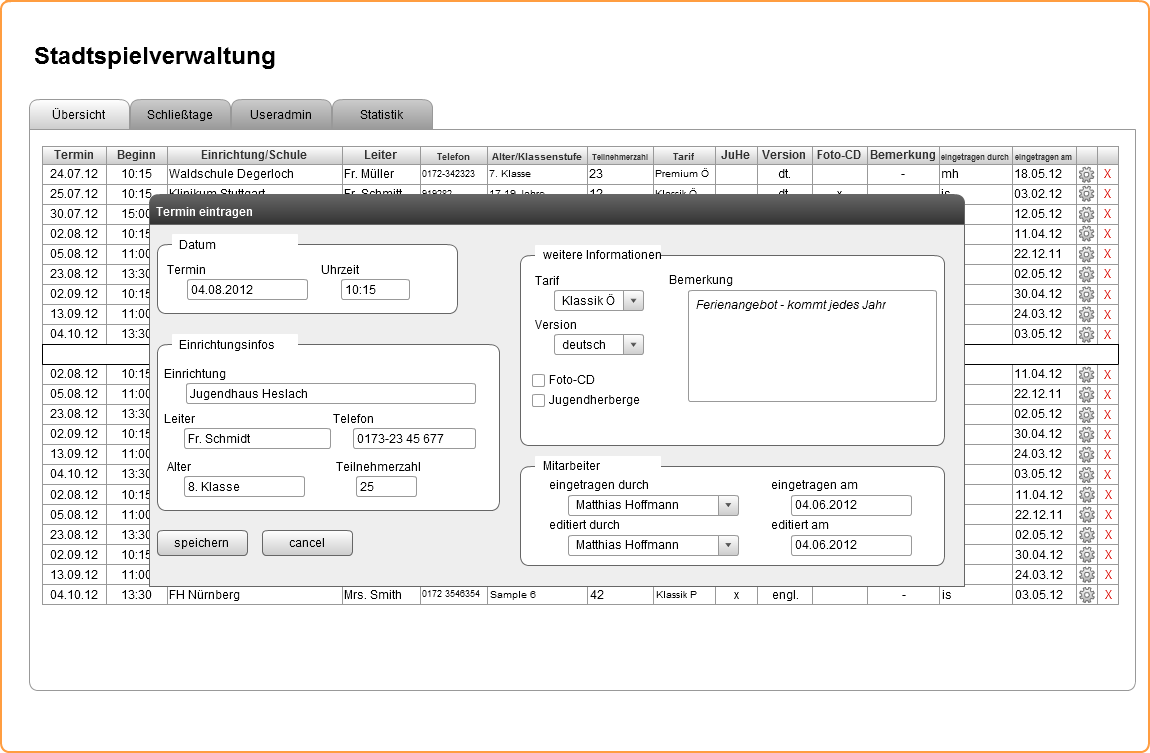 Stadtspielverwaltung
Übersicht Schließtage Useradmin Statistik
Termin Beginn Einrichtung/Schule Leiter Telefon Alter/Klassenstufe Teilnehmerzahl Tarif JuHe Version Foto-CD Bemerkung eingetragen durch eingetragen am
24.07.12 10:15 Waldschule Degerloch Fr. Müller 0172-342323 7. Klasse 23 Premium Ö dt. - mh 18.05.12 X
25.07.12 10:15 Klinikum Stuttgart Fr. Schmitt 919282 17-19 Jahre 12 Klassik Ö dt. x is 03.02.12 X
Termin eintragen
30.07.12 15:00 12.05.12 X
02.08.12 10:15 11.04.12 X
05.08.12 11:00 22.12.11 X
23.08.12 13:30 02.05.12 X
02.09.12 10:15 30.04.12 X
13.09.12 11:00 24.03.12 X
04.10.12 13:30 03.05.12 X
02.08.12 10:15 11.04.12 X
05.08.12 11:00 22.12.11 X
23.08.12 13:30 02.05.12 X
02.09.12 10:15 30.04.12 X
13.09.12 11:00 24.03.12 X
04.10.12 13:30 03.05.12 X
02.08.12 10:15 11.04.12 X
05.08.12 11:00 22.12.11 X
23.08.12 13:30 02.05.12 X
02.09.12 10:15 30.04.12 X
13.09.12 11:00 24.03.12 X
04.10.12 13:30 FH Nürnberg Mrs. Smith 0172 3546354 Sample 6 42 Klassik P x engl. - is 03.05.12 X
Datum
Termin Uhrzeit
04.08.2012 10:15
Einrichtungsinfos
Einrichtung
Jugendhaus Heslach
Leiter Telefon
Fr. Schmidt 0173-23 45 677
Alter Teilnehmerzahl
8. Klasse 25
speichern cancel
weitere Informationen
Tarif Bemerkung
Klassik Ö Ferienangebot - kommt jedes Jahr
Version
deutsch
Foto-CD
Jugendherberge
Mitarbeiter
eingetragen durch eingetragen am
Matthias Hoffmann 04.06.2012
editiert durch editiert am
Matthias Hoffmann 04.06.2012